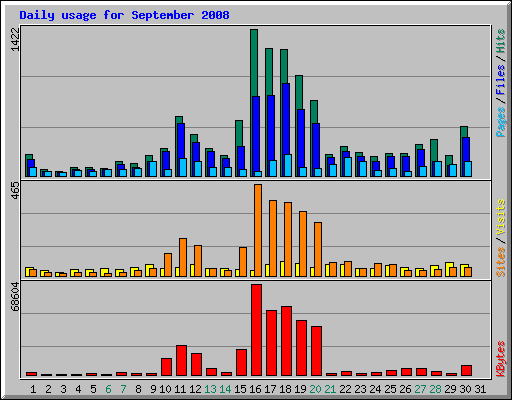 Daily usage for September 2008
1422
Pages / Files / Hits
465
Sites / Visits
68604
KBytes
1 2 3 4 5 6 7 8 9 10 11 12 13 14 15 16 17 18 19 20 21 22 23 24 25 26 27 28 29 30 31